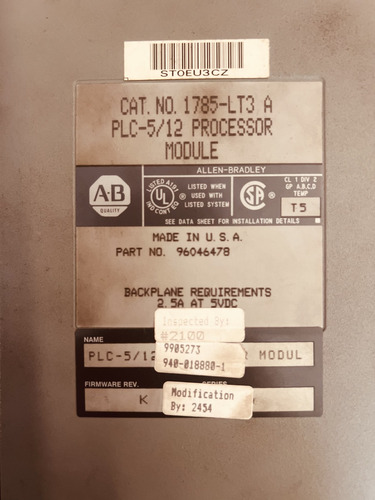 STOEU3CZ
CAT. NO. 1785-LT3 A
PLC-5/12 PROCESSOR
MODULE
ALLEN-BRADLEY
A-B
QUALITY
UL
LISTED WHEN
USED WITH
LISTED SYSTEM
SA
CL 1 DIV 2
GP A,B,C,D
TEMP
T5
SEE DATA SHEET FOR INSTALLATION DETAILS
MADE IN U.S.A.
PART NO. 96046478
BACKPLANE REQUIREMENTS
2.5A AT 5VDC
Inspected By:
#2100
NAME
PLC-5/12 R MODUL
9905273
940-018880-1
FIRMWARE REV.
K
Modification
By: 2454